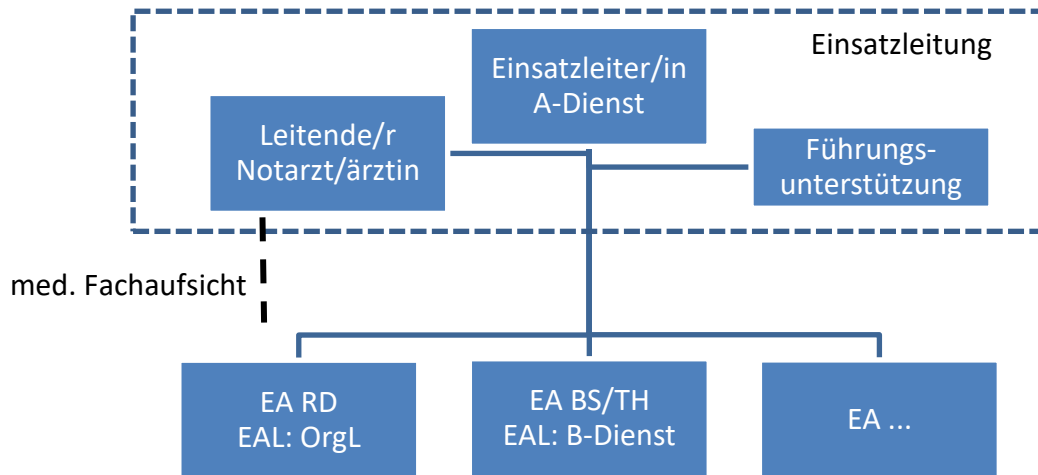 Einsatzleitung
Einsatzleiter/in
A-Dienst
Leitende/r
Notarzt/ärztin
Führungs-
unterstützung
med. Fachaufsicht
EA RD
EAL: OrgL
EA BS/TH
EAL: B-Dienst
EA ...